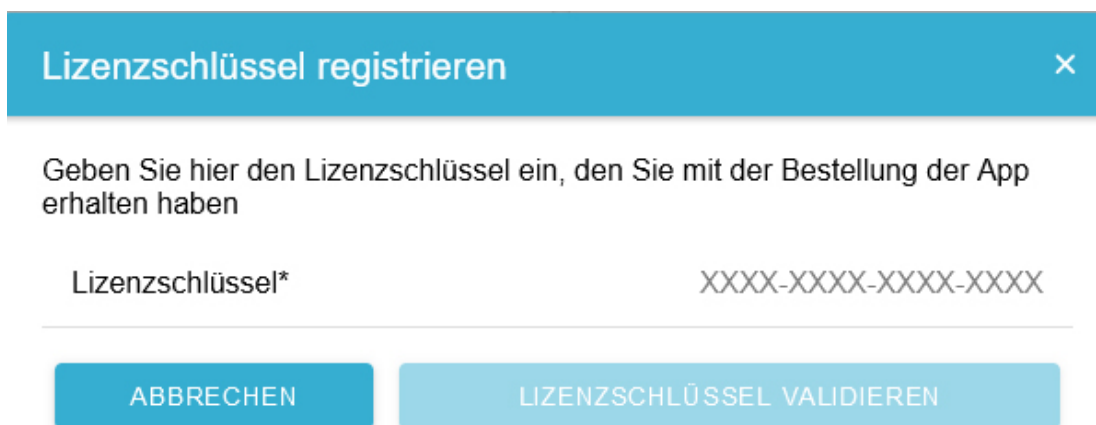 Lizenzschlüssel registrieren ×
Geben Sie hier den Lizenzschlüssel ein, den Sie mit der Bestellung der App
erhalten haben
Lizenzschlüssel* XXXX-XXXX-XXXX-XXXX
ABBRECHEN LIZENZSCHLÜSSEL VALIDIEREN